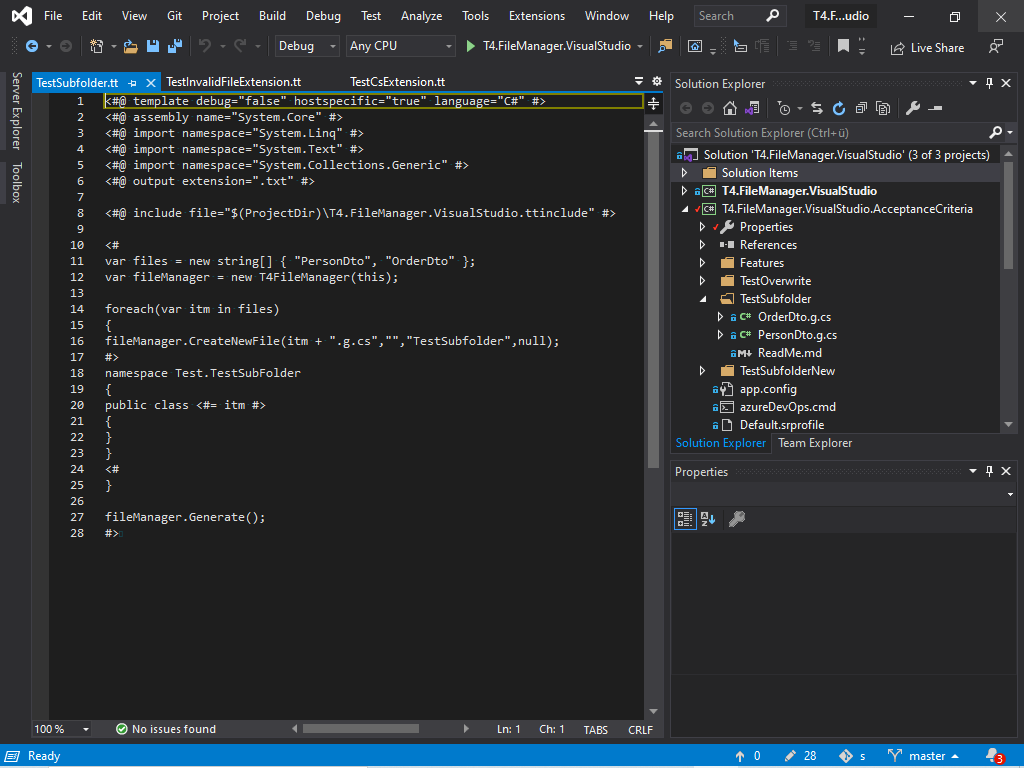 File Edit View Git Project Build Debug Test Analyze Tools Extensions Window Help Search T4.F...udio
Debug Any CPU T4.FileManager.VisualStudio Live Share
Server Explorer
Toolbox
TestSubfolder.tt TestInvalidFileExtension.tt TestCsExtension.tt
1 <#@ template debug="false" hostspecific="true" language="C#" #>
2 <#@ assembly name="System.Core" #>
3 <#@ import namespace="System.Linq" #>
4 <#@ import namespace="System.Text" #>
5 <#@ import namespace="System.Collections.Generic" #>
6 <#@ output extension=".txt" #>
7
8 <#@ include file="$(ProjectDir)\T4.FileManager.VisualStudio.ttinclude" #>
9
10 <#
11 var files = new string[] { "PersonDto", "OrderDto" };
12 var fileManager = new T4FileManager(this);
13
14 foreach(var itm in files)
15 {
16 fileManager.CreateNewFile(itm + ".g.cs","","TestSubfolder",null);
17 #>
18 namespace Test.TestSubFolder
19 {
20 public class <#= itm #>
21 {
22 }
23 }
24 <#
25 }
26
27 fileManager.Generate();
28 #>
100 % No issues found Ln: 1 Ch: 1 TABS CRLF
Solution Explorer
Search Solution Explorer (Ctrl+ü)
Solution 'T4.FileManager.VisualStudio' (3 of 3 projects)
Solution Items
C# T4.FileManager.VisualStudio
C# T4.FileManager.VisualStudio.AcceptanceCriteria
Properties
References
Features
TestOverwrite
TestSubfolder
C# OrderDto.g.cs
C# PersonDto.g.cs
M ReadMe.md
TestSubfolderNew
app.config
azureDevOps.cmd
Default.srprofile
Solution Explorer Team Explorer
Properties
Ready 0 28 s master 3